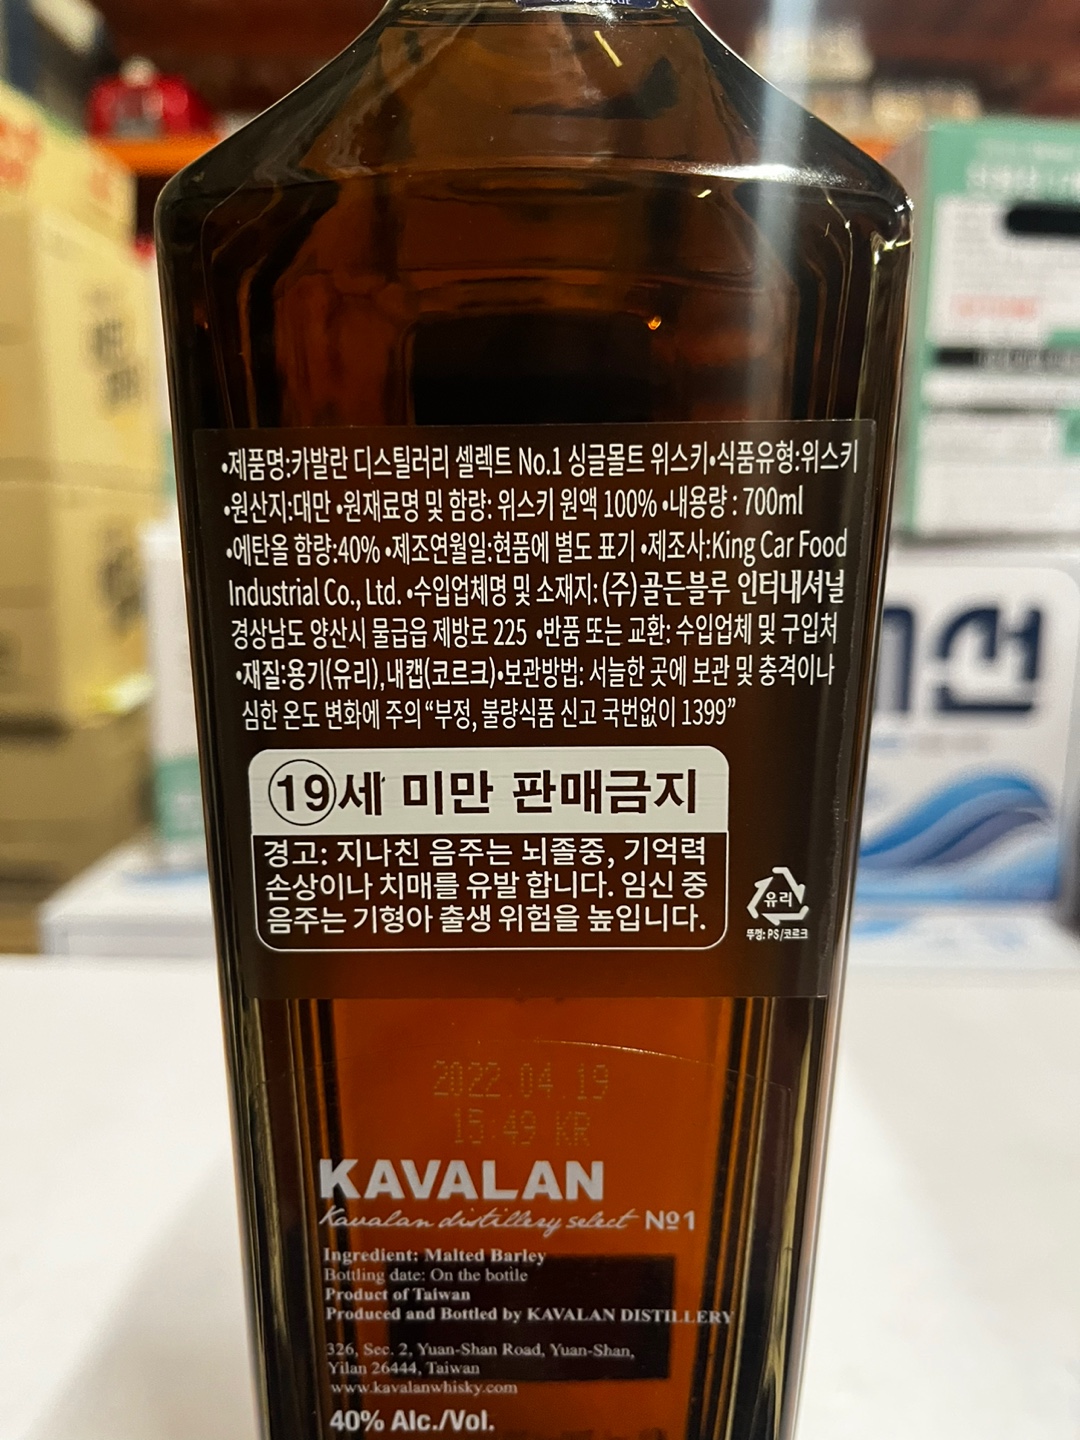 •제품명:카발란 디스틸러리 셀렉트 No.1 싱글몰트 위스키•식품유형:위스키
•원산지:대만 •원재료명 및 함량: 위스키 원액 100% •내용량 : 700ml
•에탄올 함량:40% •제조연월일:현품에 별도 표기 •제조사:King Car Food
Industrial Co., Ltd. •수입업체명 및 소재지: (주)골든블루 인터내셔널
경상남도 양산시 물금읍 제방로 225 •반품 또는 교환: 수입업체 및 구입처
•재질:용기(유리),내캡(코르크)•보관방법: 서늘한 곳에 보관 및 충격이나
심한 온도 변화에 주의 “부정, 불량식품 신고 국번없이 1399”
19세 미만 판매금지
경고: 지나친 음주는 뇌졸중, 기억력
손상이나 치매를 유발 합니다. 임신 중
음주는 기형아 출생 위험을 높입니다.
유리
뚜껑: PS/코르크
2022.04.19
15:49 KR
KAVALAN
Kavalan distillery select №1
Ingredient: Malted Barley
Bottling date: On the bottle
Product of Taiwan
Produced and Bottled by KAVALAN DISTILLERY
326, Sec. 2, Yuan-Shan Road, Yuan-Shan,
Yilan 26444, Taiwan
www.kavalanwhisky.com
40% Alc./Vol.